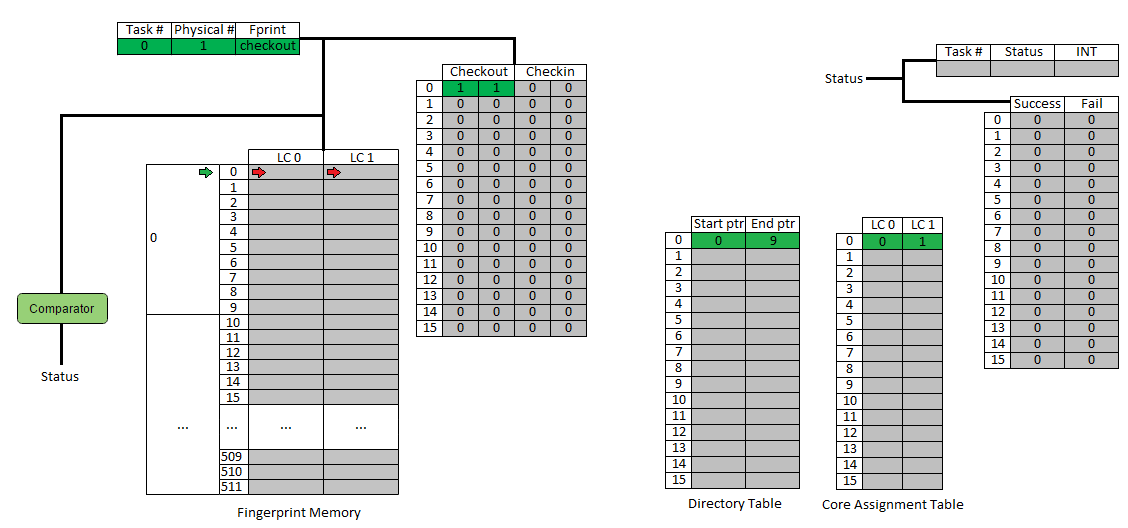 Task # Physical # Fprint
0 1 checkout
Checkout Checkin
0 1 1 0 0
1 0 0 0 0
2 0 0 0 0
3 0 0 0 0
4 0 0 0 0
5 0 0 0 0
6 0 0 0 0
7 0 0 0 0
8 0 0 0 0
9 0 0 0 0
10 0 0 0 0
11 0 0 0 0
12 0 0 0 0
13 0 0 0 0
14 0 0 0 0
15 0 0 0 0
LC 0 LC 1
0
0
1
2
3
4
5
6
7
8
9
10
11
12
13
14
15
... ... ... ...
509
510
511
Fingerprint Memory
Comparator
Status
Start ptr End ptr
0 0 9
1
2
3
4
5
6
7
8
9
10
11
12
13
14
15
Directory Table
LC 0 LC 1
0 0 1
1
2
3
4
5
6
7
8
9
10
11
12
13
14
15
Core Assignment Table
Status
Task # Status INT
Success Fail
0 0 0
1 0 0
2 0 0
3 0 0
4 0 0
5 0 0
6 0 0
7 0 0
8 0 0
9 0 0
10 0 0
11 0 0
12 0 0
13 0 0
14 0 0
15 0 0